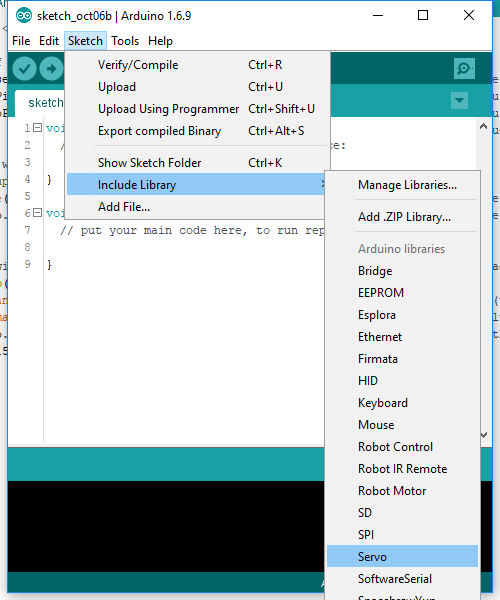 sketch_oct06b | Arduino 1.6.9
File Edit Sketch Tools Help
Verify/Compile Ctrl+R
Upload Ctrl+U
Upload Using Programmer Ctrl+Shift+U
Export compiled Binary Ctrl+Alt+S
Show Sketch Folder Ctrl+K
Include Library
Add File...
Manage Libraries...
Add .ZIP Library...
Arduino libraries
Bridge
EEPROM
Esplora
Ethernet
Firmata
HID
Keyboard
Mouse
Robot Control
Robot IR Remote
Robot Motor
SD
SPI
Servo
SoftwareSerial
sketch
1 voi
2 / e:
3
4 }
5
6 voi
7 // put your main code here, to run rep
8
9 }